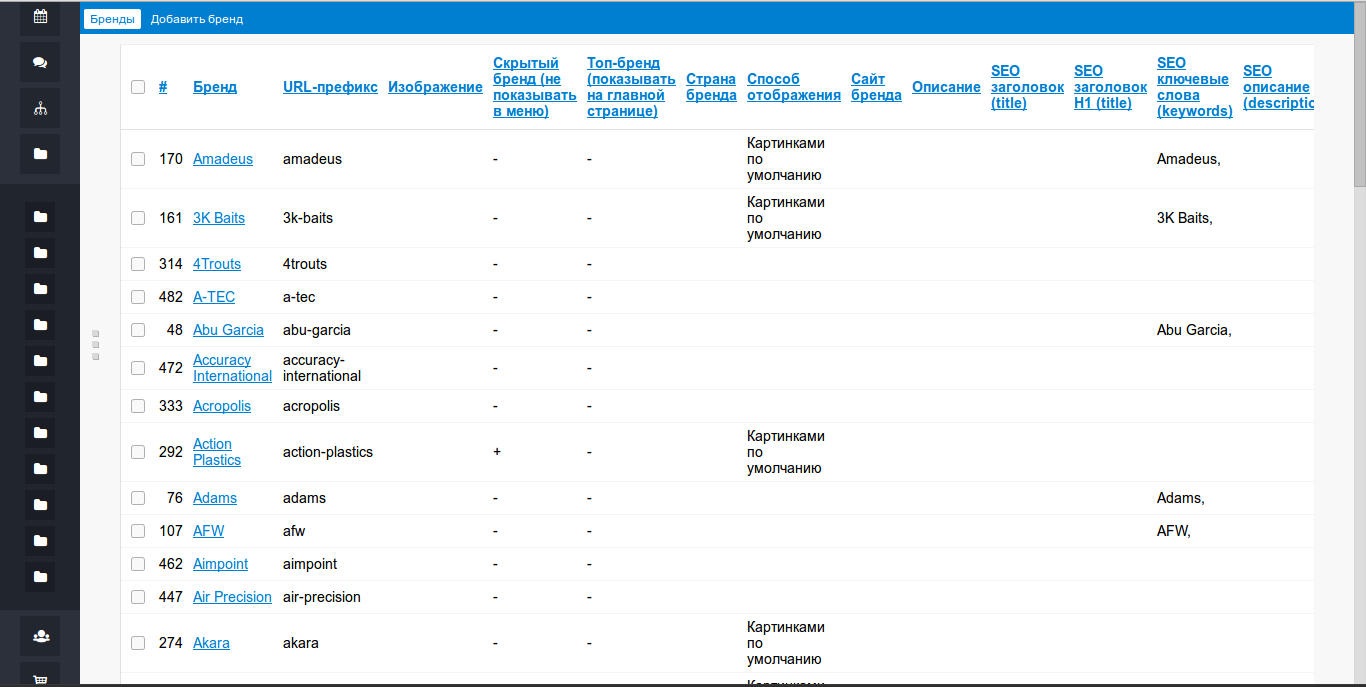 Бренды Добавить бренд
# Бренд URL-префикс Изображение Скрытый бренд (не показывать в меню) Топ-бренд (показывать на главной странице) Страна бренда Способ отображения Сайт бренда Описание SEO заголовок (title) SEO заголовок H1 (title) SEO ключевые слова (keywords) SEO описание (descriptio
170 Amadeus amadeus - - Картинками по умолчанию Amadeus,
161 3K Baits 3k-baits - - Картинками по умолчанию 3K Baits,
314 4Trouts 4trouts - -
482 A-TEC a-tec - -
48 Abu Garcia abu-garcia - - Abu Garcia,
472 Accuracy International accuracy-international - -
333 Acropolis acropolis - -
292 Action Plastics action-plastics + - Картинками по умолчанию
76 Adams adams - - Adams,
107 AFW afw - - AFW,
462 Aimpoint aimpoint - -
447 Air Precision air-precision - -
274 Akara akara - - Картинками по умолчанию